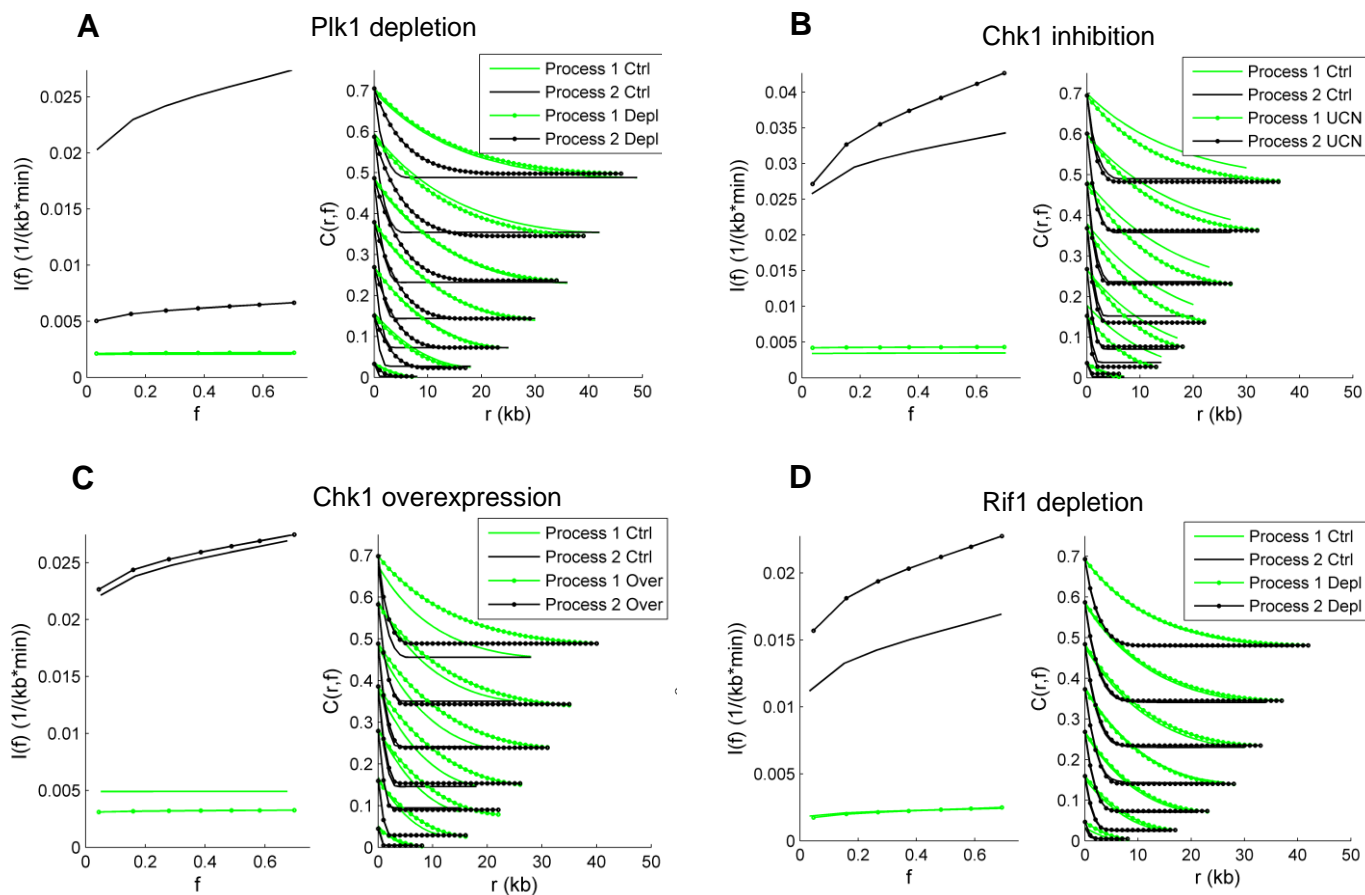 A
Plk1 depletion
Process 1 Ctrl
Process 2 Ctrl
Process 1 Depl
Process 2 Depl
0.025
0.02
0.015
0.01
0.005
0
I(f) (1/(kb*min))
0 0.2 0.4 0.6
f
0.7
0.6
0.5
0.4
0.3
0.2
0.1
0
C(r,f)
0 10 20 30 40 50
r (kb)
B
Chk1 inhibition
Process 1 Ctrl
Process 2 Ctrl
Process 1 UCN
Process 2 UCN
0.04
0.035
0.03
0.025
0.02
0.015
0.01
0.005
0
I(f) (1/(kb*min))
0 0.2 0.4 0.6
f
0.7
0.6
0.5
0.4
0.3
0.2
0.1
0
C(r,f)
0 10 20 30 40 50
r (kb)
C
Chk1 overexpression
Process 1 Ctrl
Process 2 Ctrl
Process 1 Over
Process 2 Over
0.025
0.02
0.015
0.01
0.005
0
I(f) (1/(kb*min))
0 0.2 0.4 0.6
f
0.7
0.6
0.5
0.4
0.3
0.2
0.1
0
C(r,f)
0 10 20 30 40 50
r (kb)
D
Rif1 depletion
Process 1 Ctrl
Process 2 Ctrl
Process 1 Depl
Process 2 Depl
0.02
0.015
0.01
0.005
0
I(f) (1/(kb*min))
0 0.2 0.4 0.6
f
0.7
0.6
0.5
0.4
0.3
0.2
0.1
0
C(r,f)
0 10 20 30 40 50
r (kb)